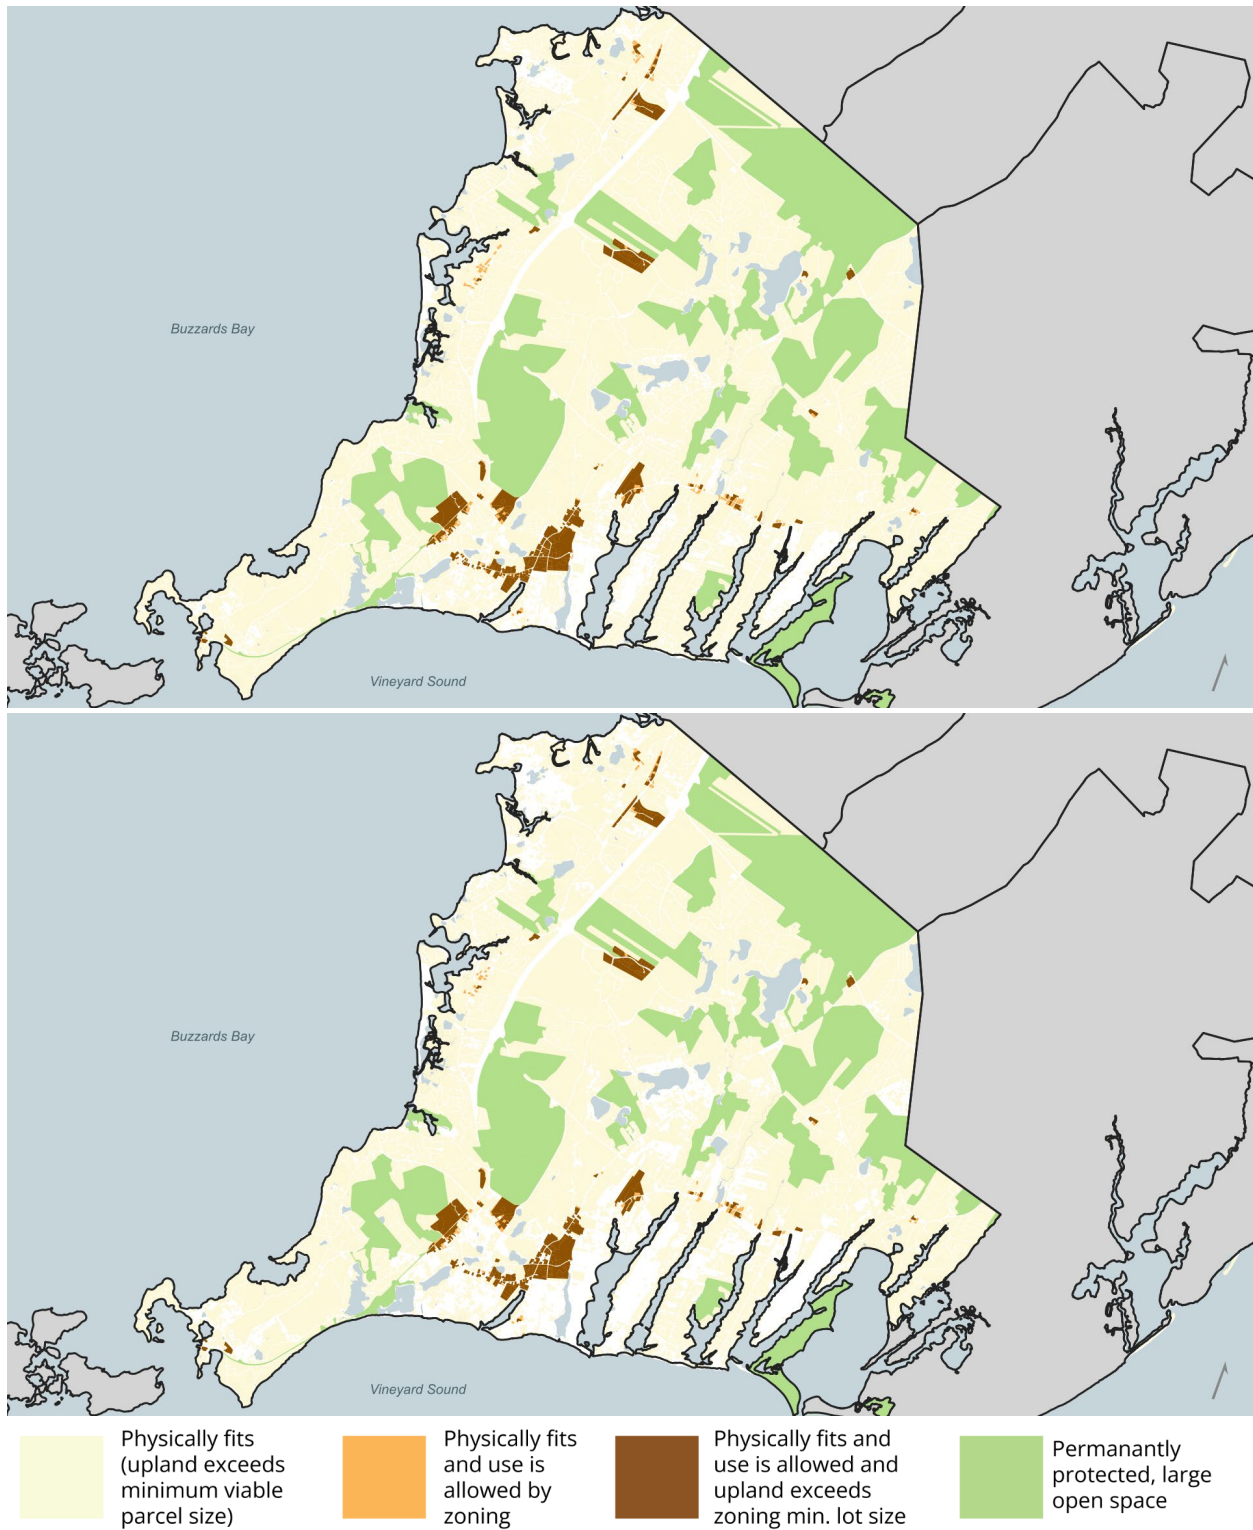 Buzzards Bay
Vineyard Sound
Buzzards Bay
Vineyard Sound
Physically fits
(upland exceeds
minimum viable
parcel size)
Physically fits
and use is
allowed by
zoning
Physically fits and
use is allowed and
upland exceeds
zoning min. lot size
Permanantly
protected, large
open space